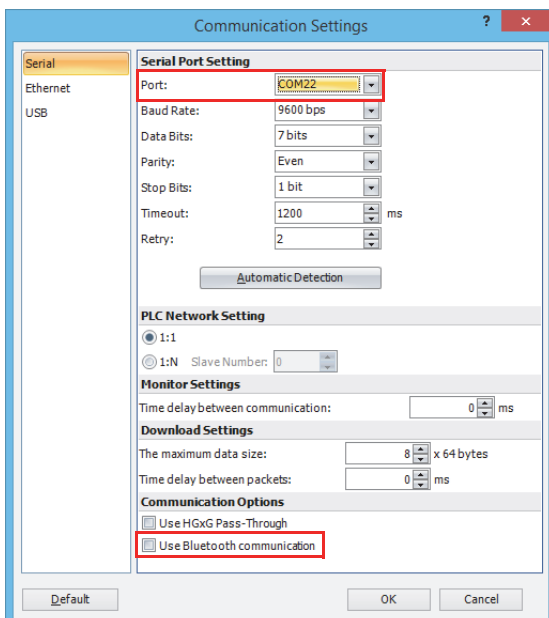 Communication Settings ? ×
Serial
Ethernet
USB
Serial Port Setting
Port: COM22
Baud Rate: 9600 bps
Data Bits: 7 bits
Parity: Even
Stop Bits: 1 bit
Timeout: 1200 ms
Retry: 2
Automatic Detection
PLC Network Setting
1:1
1:N Slave Number: 0
Monitor Settings
Time delay between communication: 0 ms
Download Settings
The maximum data size: 8 x 64 bytes
Time delay between packets: 0 ms
Communication Options
Use HGxG Pass-Through
Use Bluetooth communication
Default OK Cancel